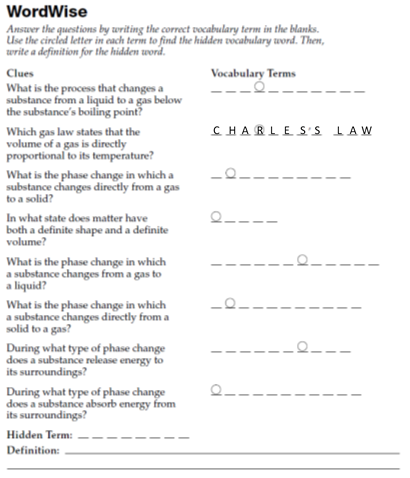 WordWise
Answer the questions by writing the correct vocabulary term in the blanks.
Use the circled letter in each term to find the hidden vocabulary word. Then,
write a definition for the hidden word.
Clues
Vocabulary Terms
What is the process that changes a
substance from a liquid to a gas below
the substance's boiling point?
Which gas law states that the
volume of a gas is directly
proportional to its temperature?
C H A R L E S'S L A W
What is the phase change in which a
substance changes directly from a gas
to a solid?
In what state does matter have
both a definite shape and a definite
volume?
What is the phase change in which
a substance changes from a gas to
a liquid?
What is the phase change in which
a substance changes directly from a
solid to a gas?
During what type of phase change
does a substance release energy to
its surroundings?
During what type of phase change
does a substance absorb energy from
its surroundings?
Hidden Term:
Definition: